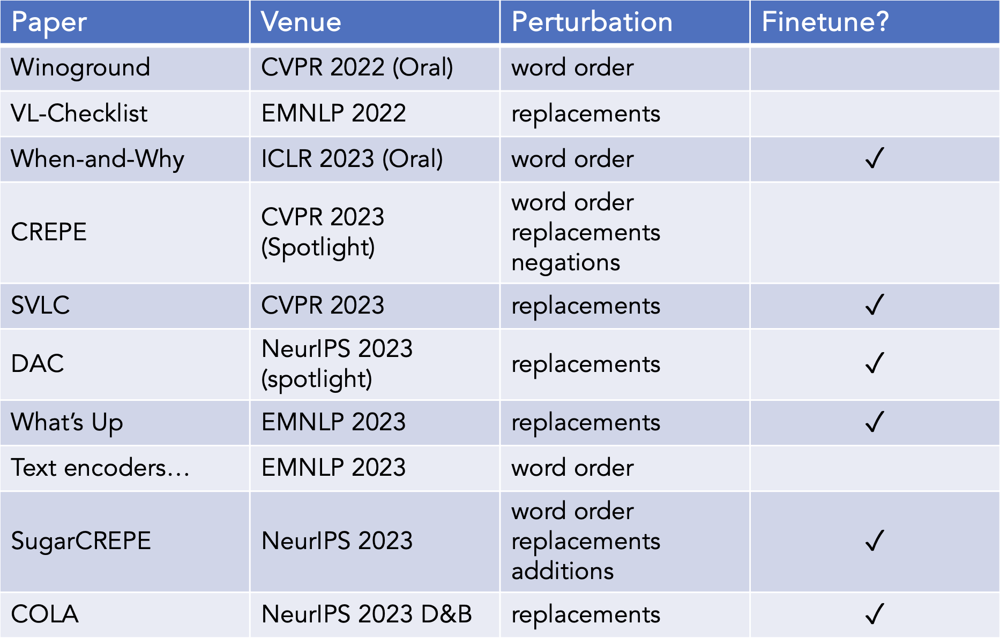 Paper Venue Perturbation Finetune?
Winoground CVPR 2022 (Oral) word order
VL-Checklist EMNLP 2022 replacements
When-and-Why ICLR 2023 (Oral) word order ✓
CREPE CVPR 2023 (Spotlight) word order replacements negations
SVLC CVPR 2023 replacements ✓
DAC NeurIPS 2023 (spotlight) replacements ✓
What’s Up EMNLP 2023 replacements ✓
Text encoders… EMNLP 2023 word order
SugarCREPE NeurIPS 2023 word order replacements additions ✓
COLA NeurIPS 2023 D&B replacements ✓